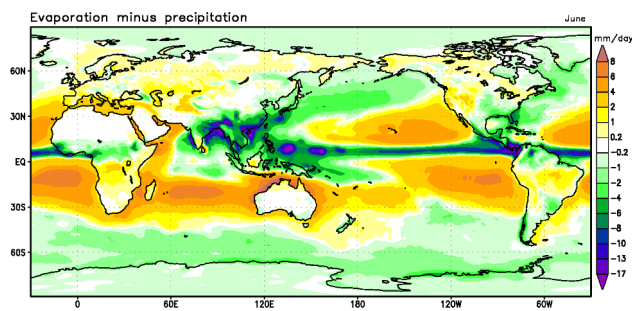 Evaporation minus precipitation
June
mm/day
8
6
4
2
1
0.2
-0.2
-1
-2
-4
-6
-8
-10
-13
-17
60N
30N
EQ
30S
60S
0 60E 120E 180 120W 60W